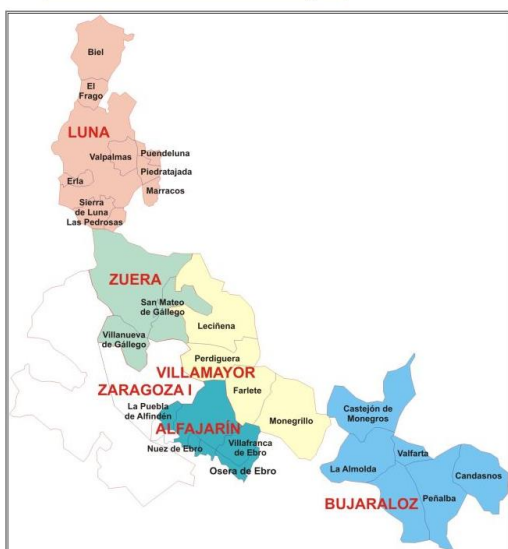 Biel
El
Frago
LUNA
Valpalmas
Puendeluna
Piedratajada
Erla
Marracos
Sierra
de Luna
Las Pedrosas
ZUERA
San Mateo
de Gállego
Leciñena
Villanueva
de Gállego
Perdiguera
VILLAMAYOR
ZARAGOZA I
Farlete
La Puebla
de Alfindén
Castejón de
Monegros
Monegrillo
ALFAJARÍN
Villafranca
de Ebro
Nuez de Ebro
Valfarta
Osera de Ebro
La Almolda
Candasnos
Peñalba
BUJARALOZ